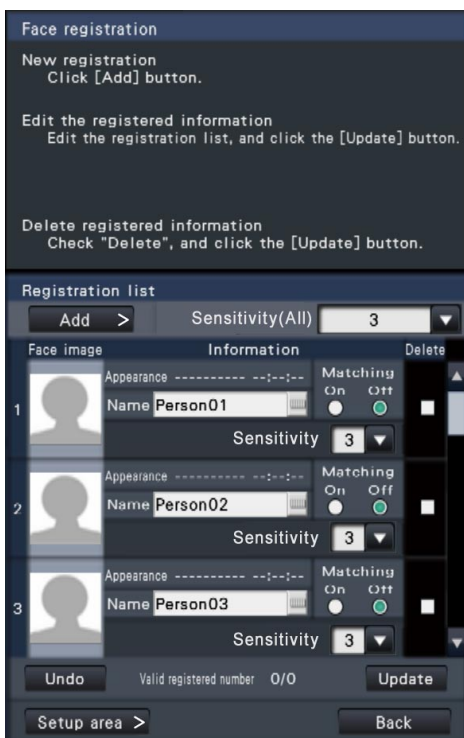 Face registration
New registration
Click [Add] button.
Edit the registered information
Edit the registration list, and click the [Update] button.
Delete registered information
Check "Delete", and click the [Update] button.
Registration list
Add > Sensitivity(All) 3
Face image Information Delete
Appearance ---------- --:--:-- Matching
On Off
1 Name Person01
Sensitivity 3
Appearance ---------- --:--:-- Matching
On Off
2 Name Person02
Sensitivity 3
Appearance ---------- --:--:-- Matching
On Off
3 Name Person03
Sensitivity 3
Undo Valid registered number 0/0 Update
Setup area > Back